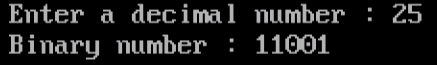 Enter a decimal number : 25
Binary number : 11001